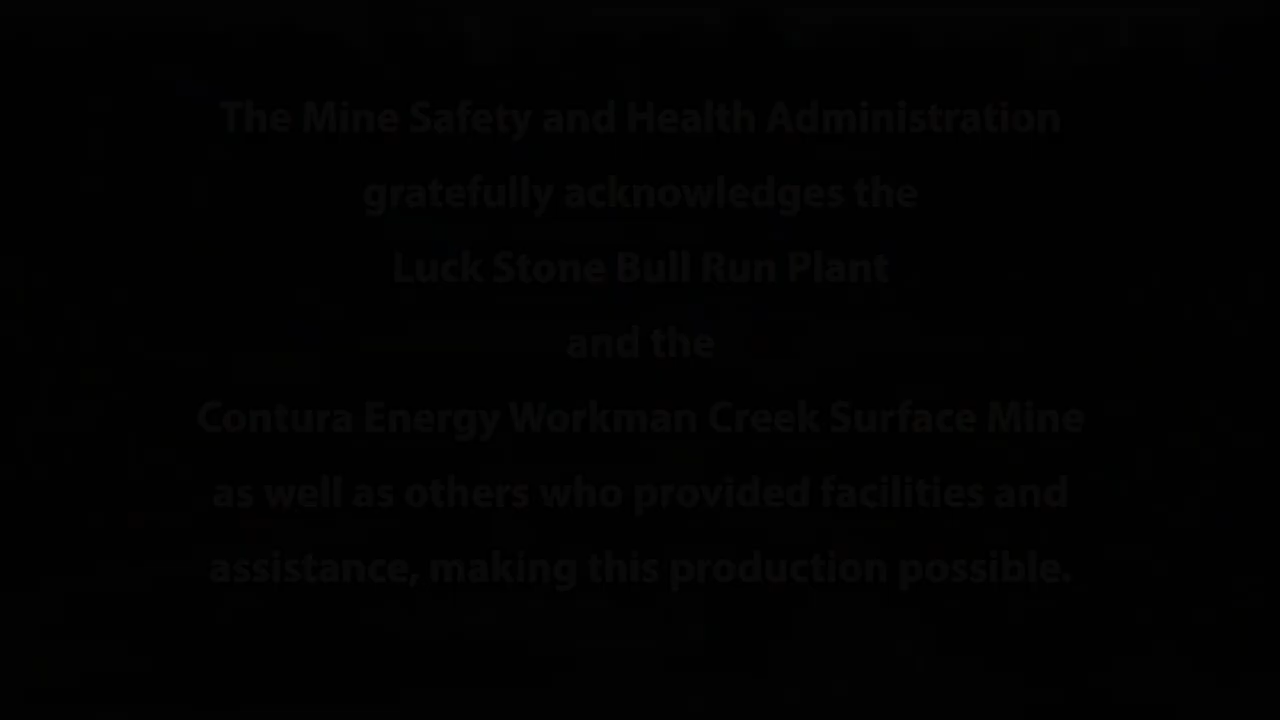 The Mine Safety and Health Administration
gratefully acknowledges the
Luck Stone Bull Run Plant
and the
Contura Energy Workman Creek Surface Mine
as well as others who provided facilities and
assistance, making this production possible.